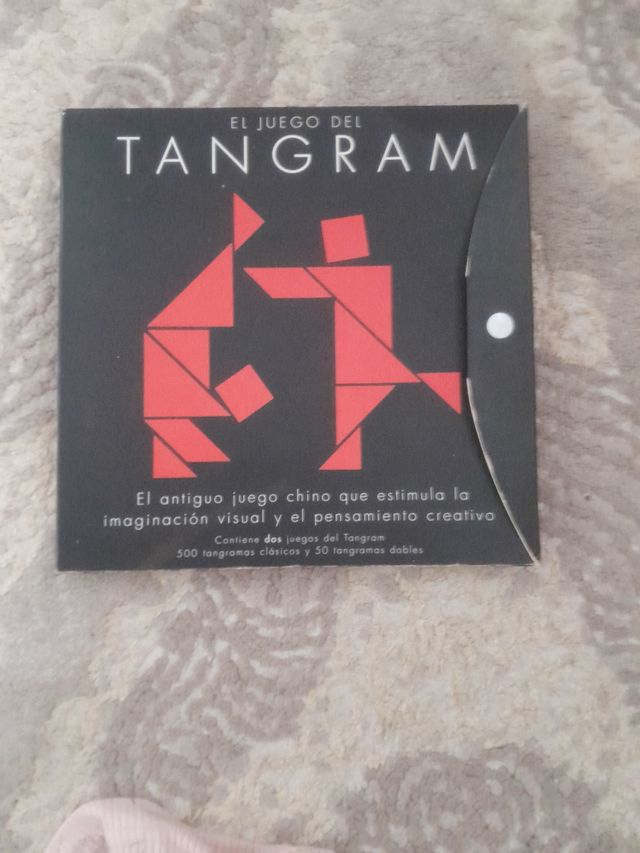 EL JUEGO DEL
TANGRAM
El antiguo juego chino que estimula la
imaginación visual y el pensamiento creativo
Contiene dos juegos del Tangram
500 tangramas clásicos y 50 tangramas dobles